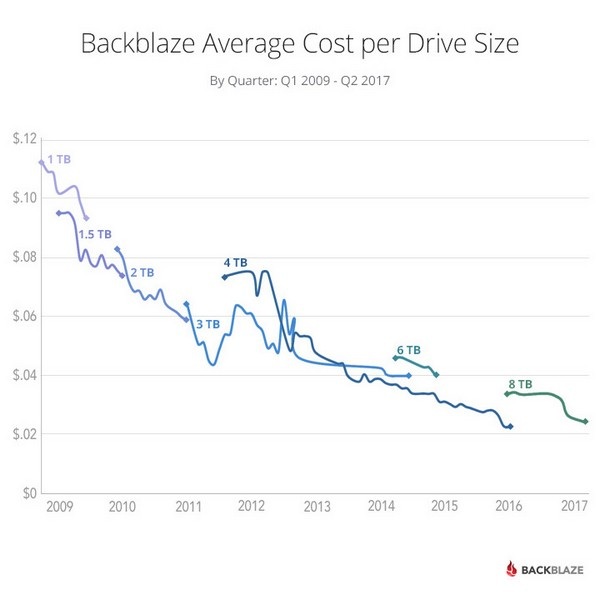 Backblaze Average Cost per Drive Size
By Quarter: Q1 2009 - Q2 2017
$.12
1 TB
$.10
1.5 TB
$.08
2 TB
4 TB
$.06
3 TB
6 TB
$.04
8 TB
$.02
$0
2009 2010 2011 2012 2013 2014 2015 2016 2017
BACKBLAZE